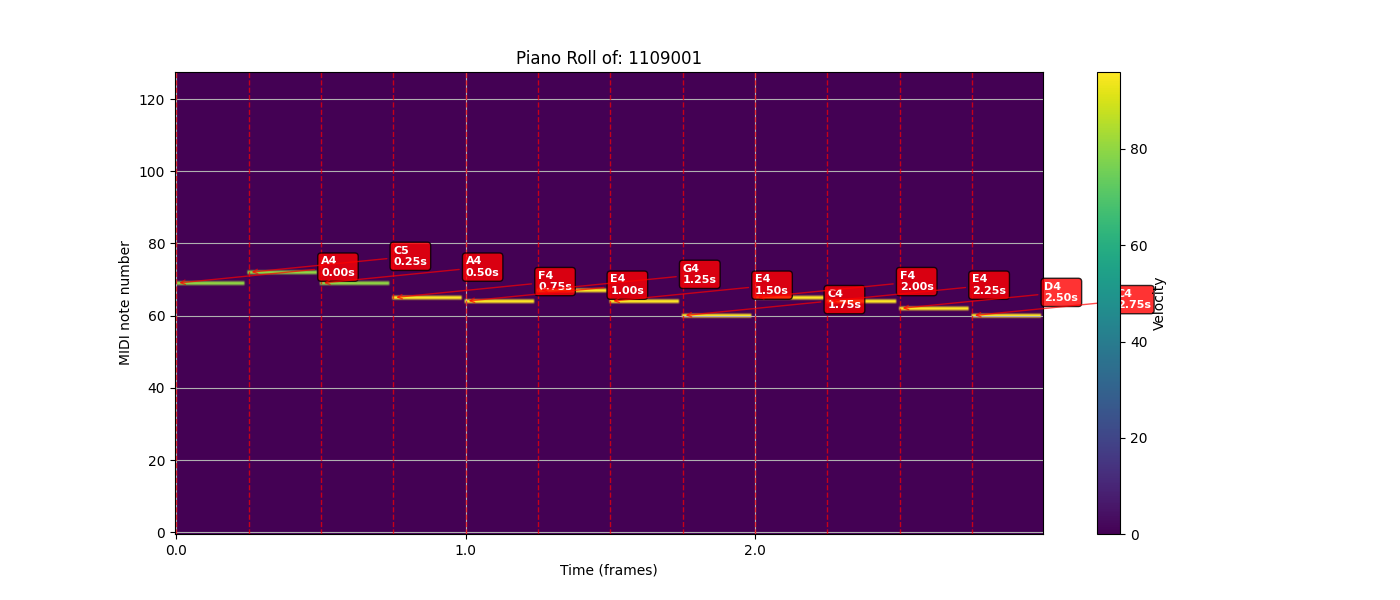 Piano Roll of: 1109001
MIDI note number
120
100
80
60
40
20
0
A4
0.00s
C5
0.25s
A4
0.50s
F4
0.75s
E4
1.00s
G4
1.25s
E4
1.50s
C4
1.75s
F4
2.00s
E4
2.25s
D4
2.50s
C4
2.75s
0.0
1.0
2.0
Time (frames)
80
60
40
20
0
Velocity